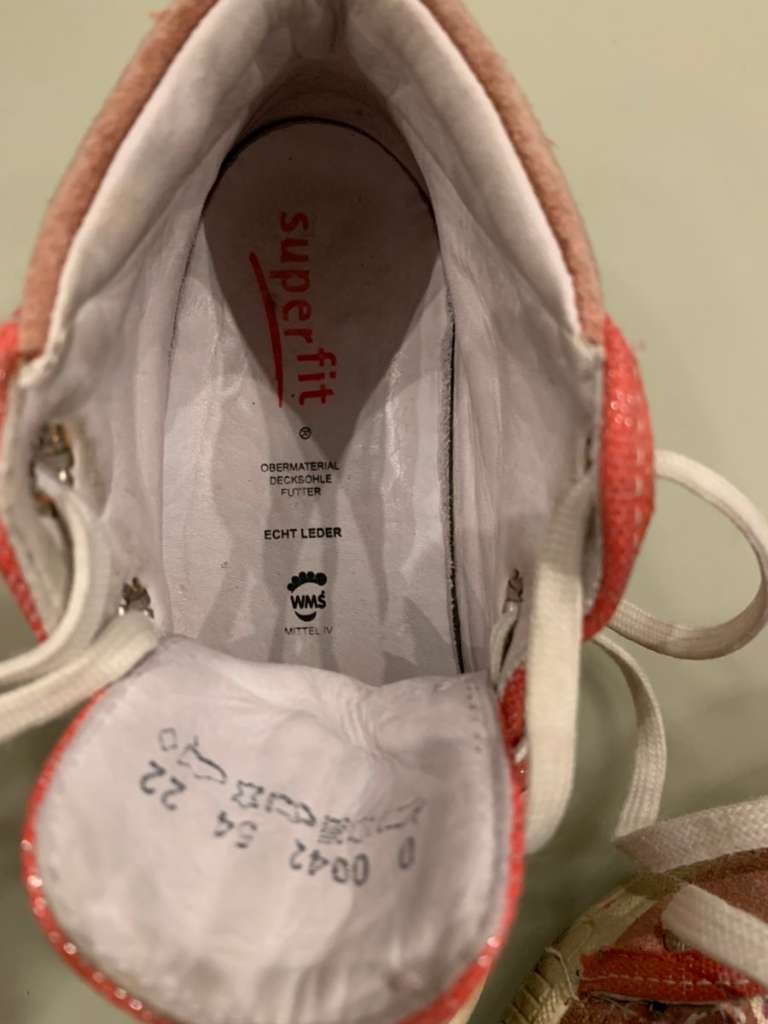 superfit
®
OBERMATERIAL
DECKSOHLE
FUTTER
ECHT LEDER
WMS
MITTEL IV
0 0042 54 22